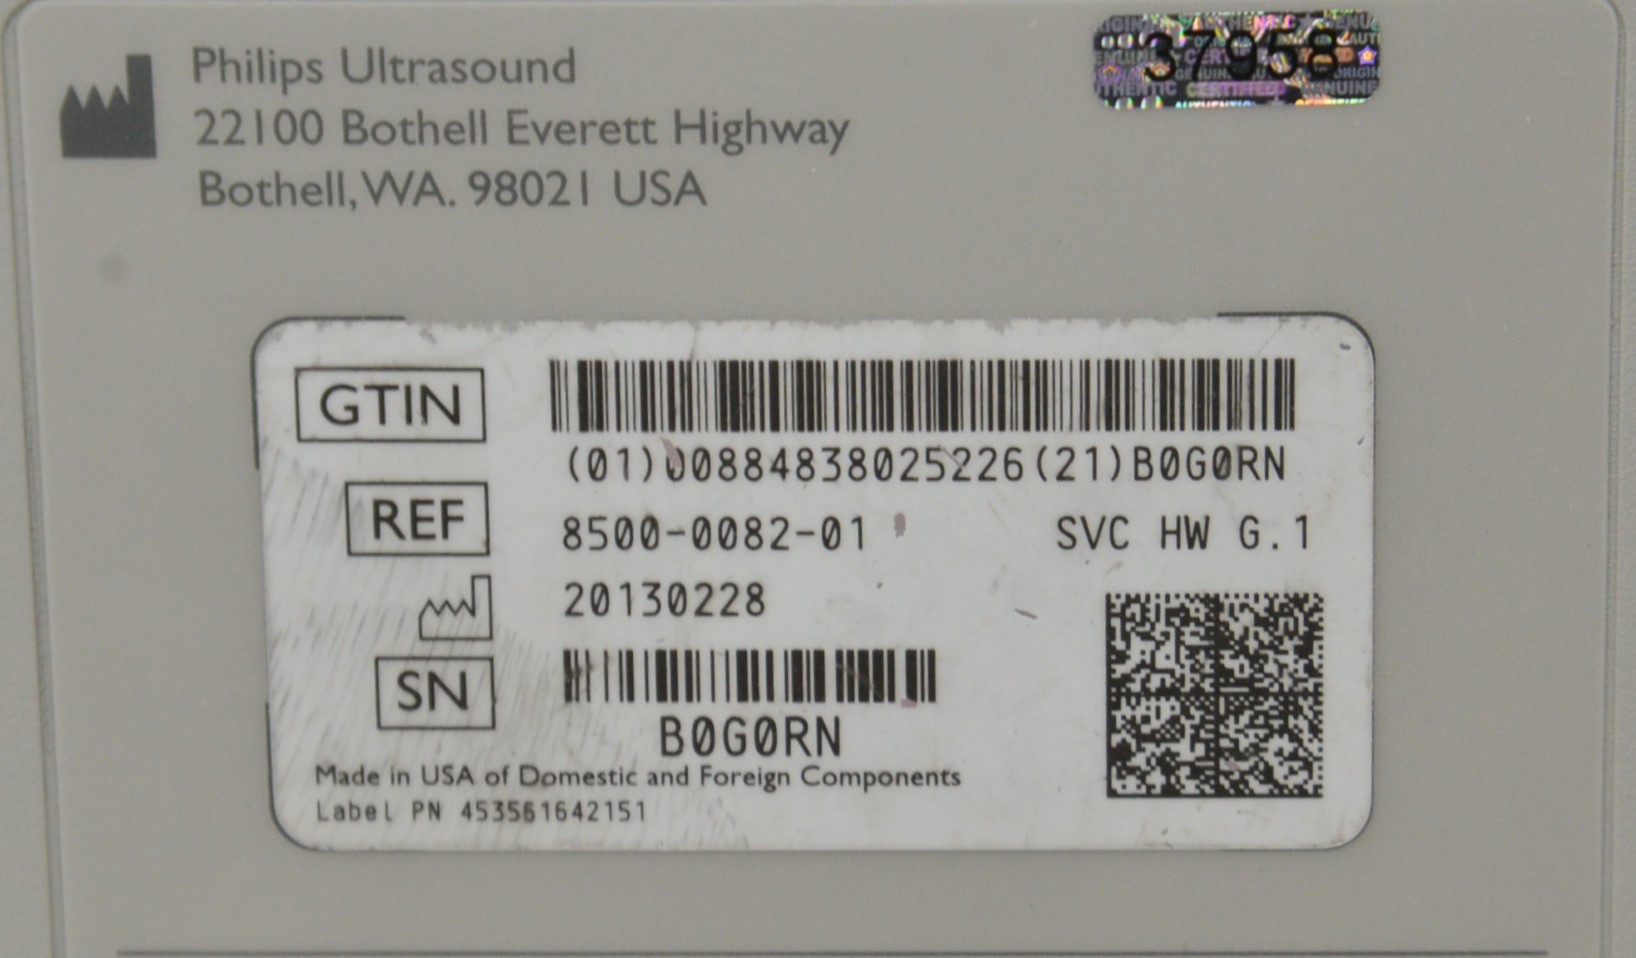 Philips Ultrasound
22100 Bothell Everett Highway
Bothell, WA. 98021 USA
37958
GTIN
(01)00884838025226(21)B0G0RN
REF
8500-0082-01
SVC HW G.1
20130228
SN
B0G0RN
Made in USA of Domestic and Foreign Components
Label PN 453561642151